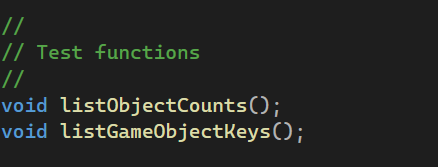 //
// Test functions
//
void listObjectCounts();
void listGameObjectKeys();